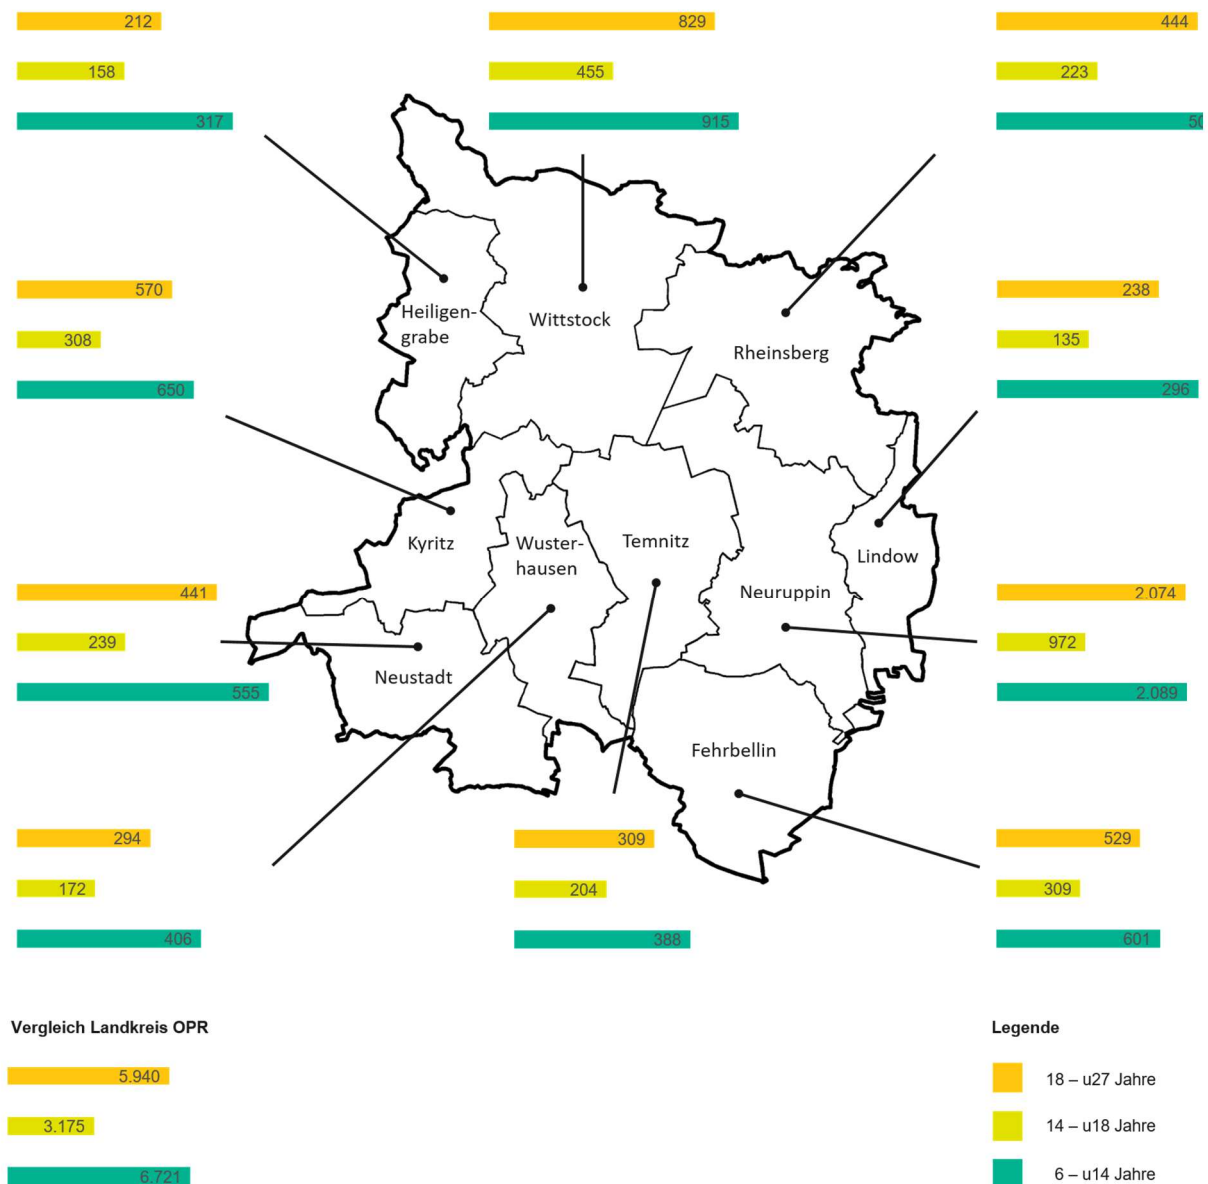 212
829
444
158
455
223
317
915
50
570
238
308
135
650
296
Heiligen-
grabe
Wittstock
Rheinsberg
Kyritz
Wuster-
hausen
Temnitz
Lindow
Neuruppin
Neustadt
Fehrbellin
441
2.074
239
972
555
2.089
294
309
529
172
204
309
406
388
601
Vergleich Landkreis OPR
5.940
3.175
6.721
Legende
18 – u27 Jahre
14 – u18 Jahre
6 – u14 Jahre